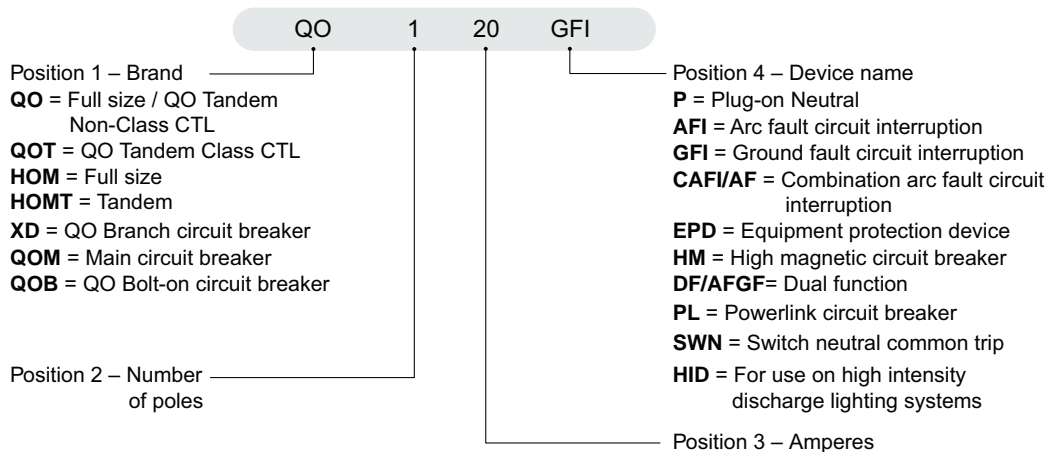 QO 1 20 GFI
Position 1 – Brand
QO = Full size / QO Tandem
Non-Class CTL
QOT = QO Tandem Class CTL
HOM = Full size
HOMT = Tandem
XD = QO Branch circuit breaker
QOM = Main circuit breaker
QOB = QO Bolt-on circuit breaker
Position 2 – Number
of poles
Position 4 – Device name
P = Plug-on Neutral
AFI = Arc fault circuit interruption
GFI = Ground fault circuit interruption
CAFI/AF = Combination arc fault circuit
interruption
EPD = Equipment protection device
HM = High magnetic circuit breaker
DF/AFGF= Dual function
PL = Powerlink circuit breaker
SWN = Switch neutral common trip
HID = For use on high intensity
discharge lighting systems
Position 3 – Amperes